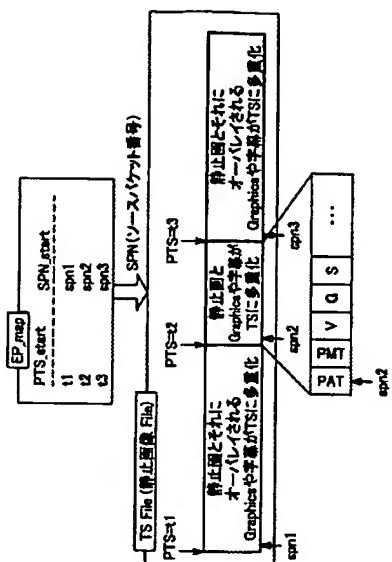 EP_map
PTS_start SPN_start
t1 spn1
t2 spn2
t3 spn3
SPN(ソースパケット番号)
TS File (静止画像 File)
PTS=t1
PTS=t2
PTS=t3
静止画とそれに
オーバレイされる
Graphicsや字幕がTSに多重化
静止画と
Graphicsや字幕が
TSに多重化
静止画とそれに
オーバレイされる
Graphicsや字幕がTSに多重化
spn1
spn2
spn3
PAT PMT V G S …
spn2